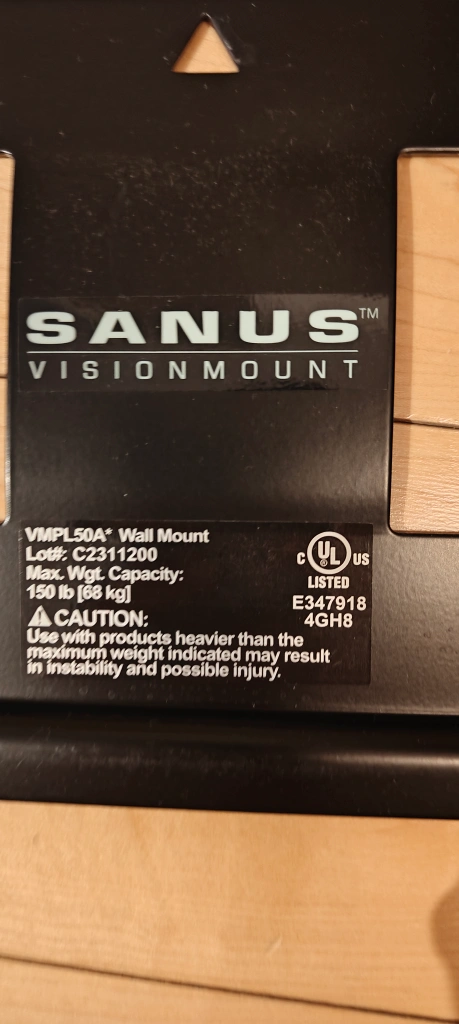 SANUS™
VISIONMOUNT
VMPL50A* Wall Mount
Lot#: C2311200
Max. Wgt. Capacity:
150 lb [68 kg]
⚠ CAUTION:
Use with products heavier than the
maximum weight indicated may result
in instability and possible injury.
C UL ® US
LISTED
E347918
4GH8